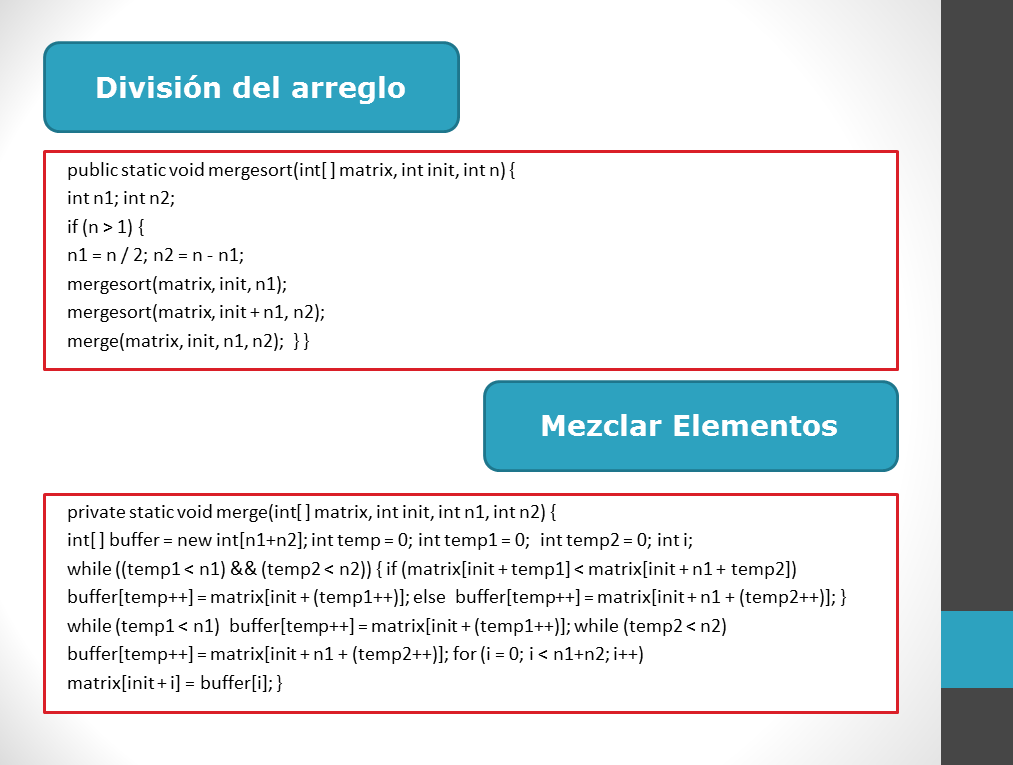 División del arreglo
public static void mergesort(int[ ] matrix, int init, int n) {
int n1; int n2;
if (n > 1) {
n1 = n / 2; n2 = n - n1;
mergesort(matrix, init, n1);
mergesort(matrix, init + n1, n2);
merge(matrix, init, n1, n2);  } }
Mezclar Elementos
private static void merge(int[ ] matrix, int init, int n1, int n2) {
int[ ] buffer = new int[n1+n2]; int temp = 0; int temp1 = 0;  int temp2 = 0; int i;
while ((temp1 < n1) && (temp2 < n2)) { if (matrix[init + temp1] < matrix[init + n1 + temp2])
buffer[temp++] = matrix[init + (temp1++)]; else  buffer[temp++] = matrix[init + n1 + (temp2++)]; }
while (temp1 < n1)  buffer[temp++] = matrix[init + (temp1++)]; while (temp2 < n2)
buffer[temp++] = matrix[init + n1 + (temp2++)]; for (i = 0; i < n1+n2; i++)
matrix[init + i] = buffer[i]; }